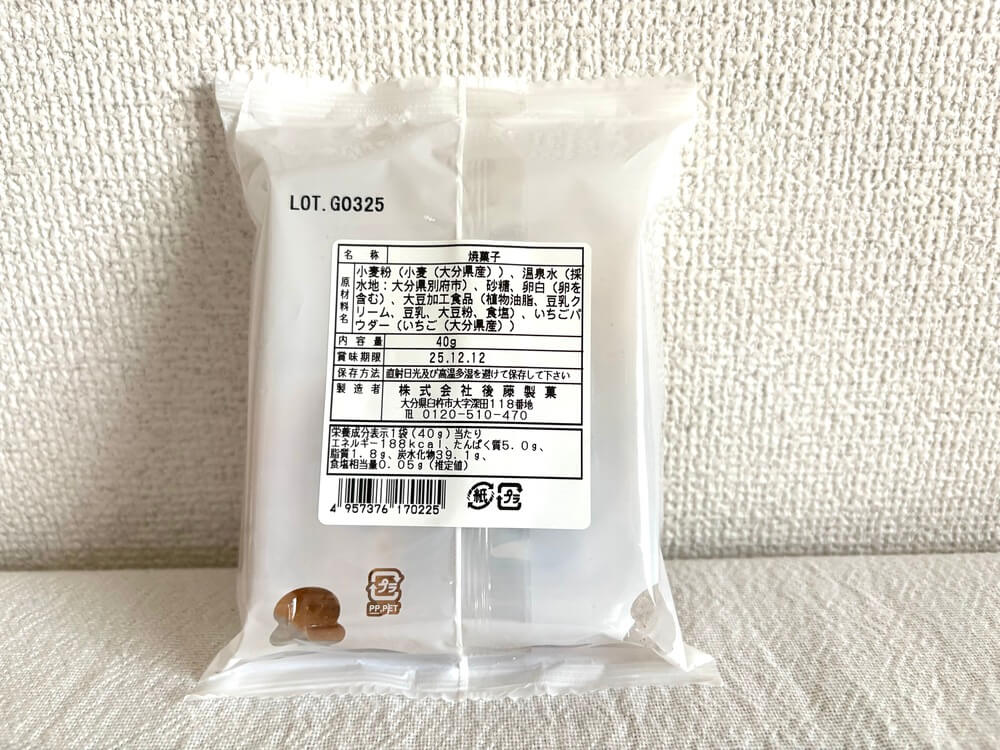 LOT.G0325
名称 焼菓子
原材料名 小麦粉(小麦(大分県産))、温泉水(採
水地:大分県別府市)、砂糖、卵白(卵を
含む)、大豆加工食品(植物油脂、豆乳ク
リーム、豆乳、大豆粉、食塩)、いちごパ
ウダー(いちご(大分県産))
内容量 40g
賞味期限 25.12.12
保存方法 直射日光及び高温多湿を避けて保存して下さい
製造者 株式会社後藤製菓
大分県臼杵市大字深田118番地
℡ 0120-510-470
栄養成分表示1袋(40g)当たり
エネルギー188kcal、たんぱく質5.0g、
脂質1.8g、炭水化物39.1g、
食塩相当量0.05g(推定値)
4 957376 170225
紙 プラ
プラ
PP,PET